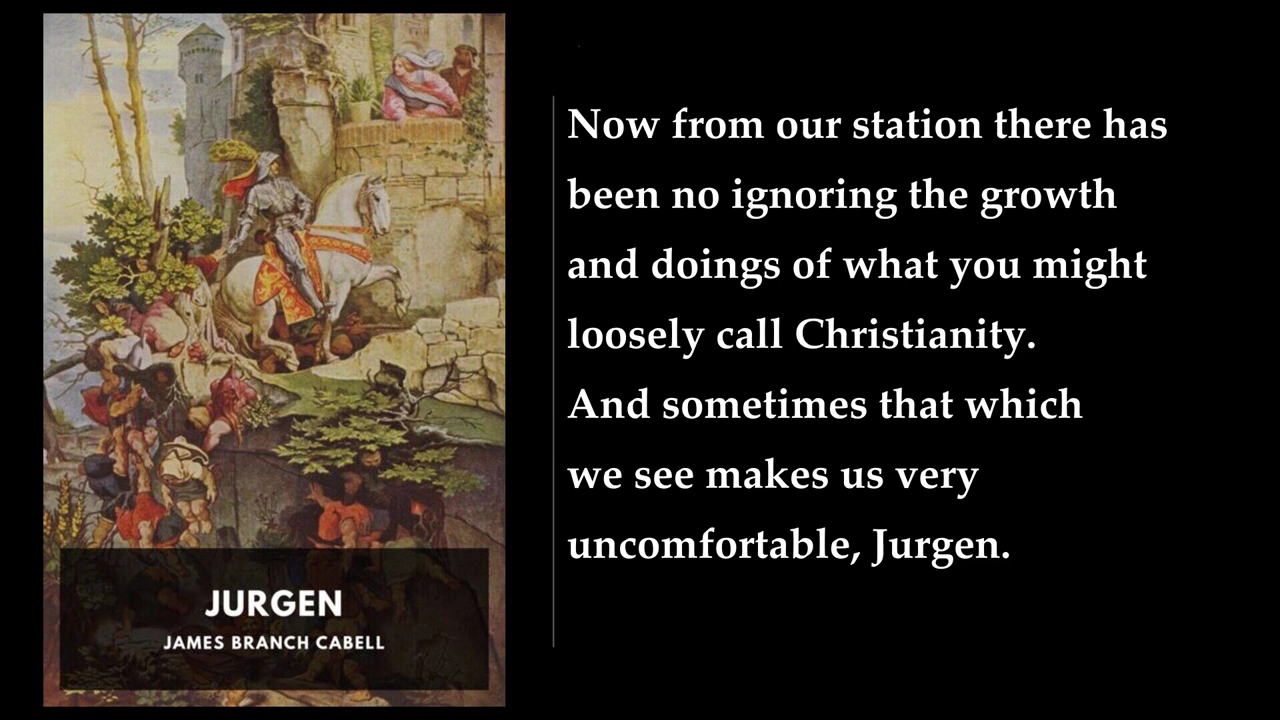 JURGEN
JAMES BRANCH CABELL
Now from our station there has
been no ignoring the growth
and doings of what you might
loosely call Christianity.
And sometimes that which
we see makes us very
uncomfortable, Jurgen.